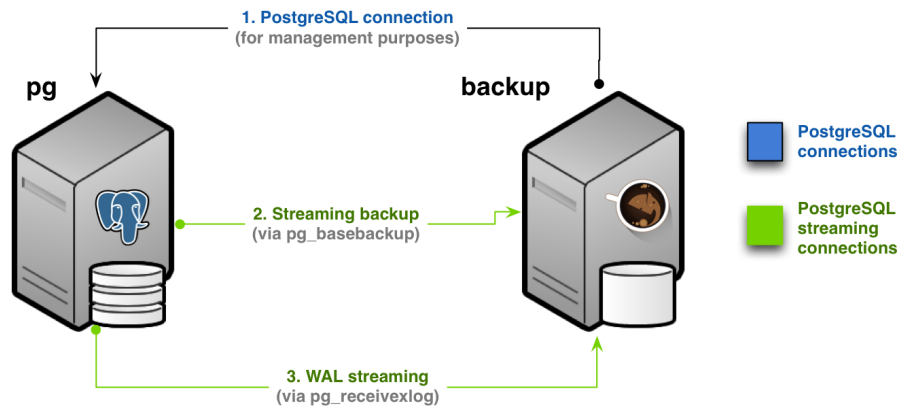 1. PostgreSQL connection
(for management purposes)
pg
backup
PostgreSQL
connections
2. Streaming backup
(via pg_basebackup)
PostgreSQL
streaming
connections
3. WAL streaming
(via pg_receivexlog)